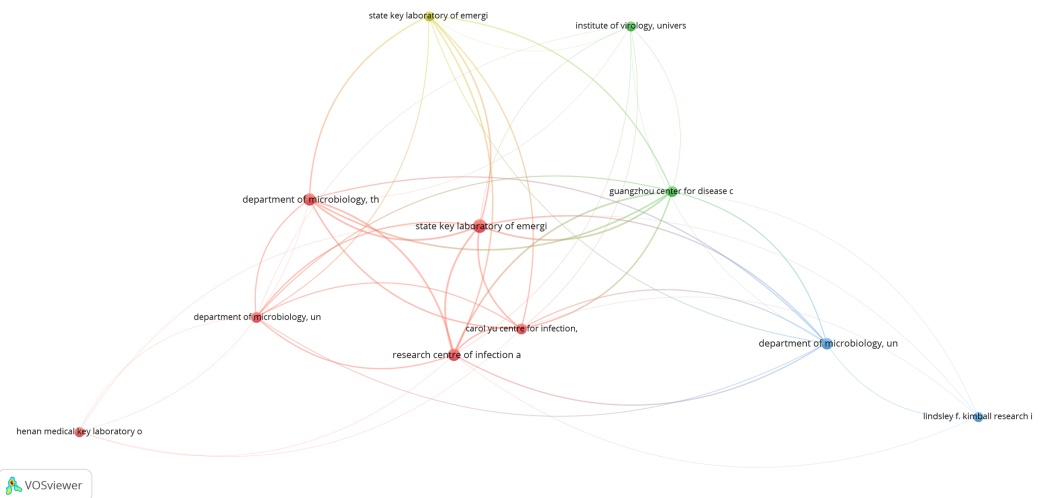 state key laboratory of emergi
institute of virology, univers
guangzhou center for disease c
department of microbiology, th
state key laboratory of emergi
department of microbiology, un
carol yu centre for infection,
department of microbiology, un
research centre of infection a
lindsley f. kimball research i
henan medical key laboratory o
VOSviewer